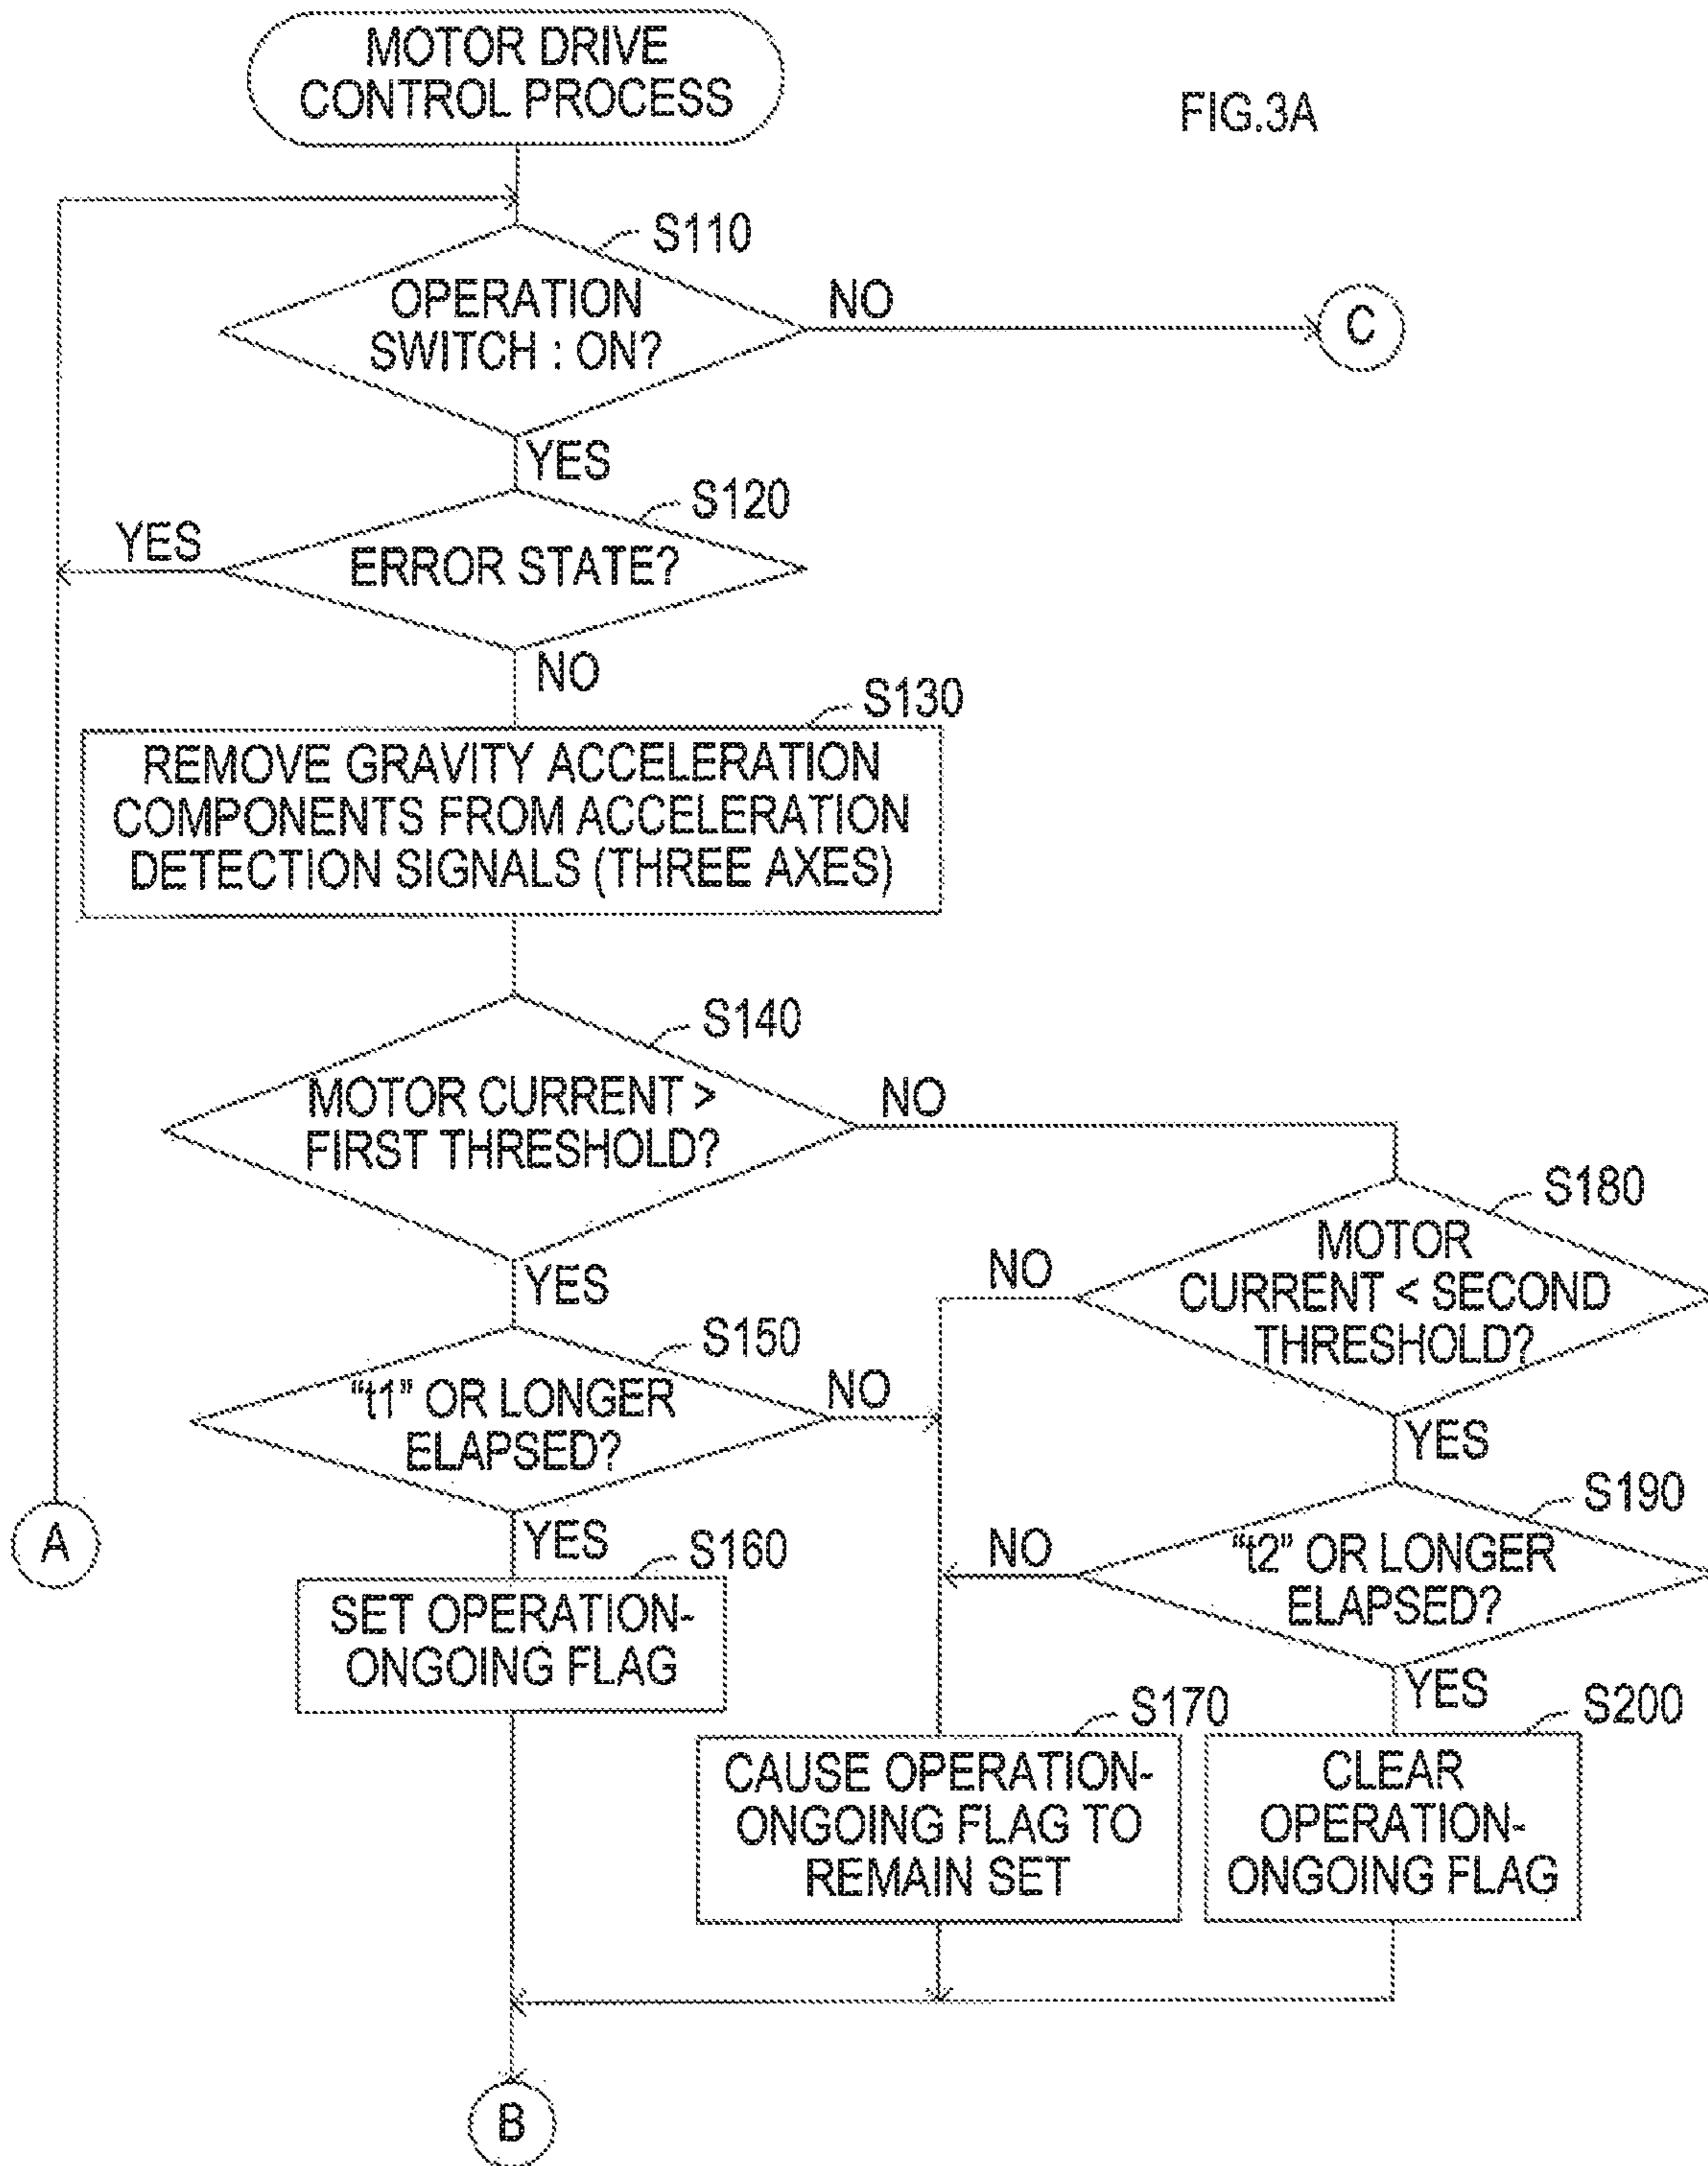 MOTOR DRIVE
CONTROL PROCESS
FIG.3A
S110
OPERATION
SWITCH : ON?
NO
C
YES
S120
YES
ERROR STATE?
NO
S130
REMOVE GRAVITY ACCELERATION
COMPONENTS FROM ACCELERATION
DETECTION SIGNALS (THREE AXES)
S140
MOTOR CURRENT >
FIRST THRESHOLD?
NO
YES
S180
MOTOR
CURRENT < SECOND
THRESHOLD?
NO
YES
S150
"t1" OR LONGER
ELAPSED?
NO
YES
S190
"t2" OR LONGER
ELAPSED?
NO
YES
A
S160
SET OPERATION-
ONGOING FLAG
S170
CAUSE OPERATION-
ONGOING FLAG TO
REMAIN SET
S200
CLEAR
OPERATION-
ONGOING FLAG
B